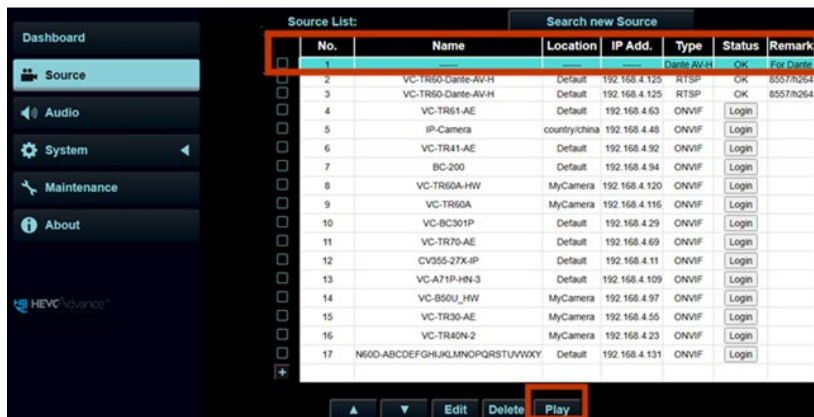 Source List: Search new Source
Dashboard
Source
Audio
System
Maintenance
About
HEVC Advance™
No. Name Location IP Add. Type Status Remark
1 ------ ------ ------ Dante AV-H OK For Dante
2 VC-TR60-Dante-AV-H Default 192.168.4.125 RTSP OK 8557/h264
3 VC-TR60-Dante-AV-H Default 192.168.4.125 RTSP OK 8557/h264
4 VC-TR61-AE Default 192.168.4.63 ONVIF Login
5 IP-Camera country/china 192.168.4.48 ONVIF Login
6 VC-TR41-AE Default 192.168.4.92 ONVIF Login
7 BC-200 Default 192.168.4.94 ONVIF Login
8 VC-TR60A-HW MyCamera 192.168.4.120 ONVIF Login
9 VC-TR60A MyCamera 192.168.4.116 ONVIF Login
10 VC-BC301P Default 192.168.4.29 ONVIF Login
11 VC-TR70-AE Default 192.168.4.69 ONVIF Login
12 CV355-27X-IP Default 192.168.4.11 ONVIF Login
13 VC-A71P-HN-3 Default 192.168.4.109 ONVIF Login
14 VC-B50U_HW MyCamera 192.168.4.97 ONVIF Login
15 VC-TR30-AE MyCamera 192.168.4.55 ONVIF Login
16 VC-TR40N-2 MyCamera 192.168.4.23 ONVIF Login
17 N60D-ABCDEFGHIJKLMNOPQRSTUVWXY Default 192.168.4.131 ONVIF Login
+
▲ ▼ Edit Delete Play